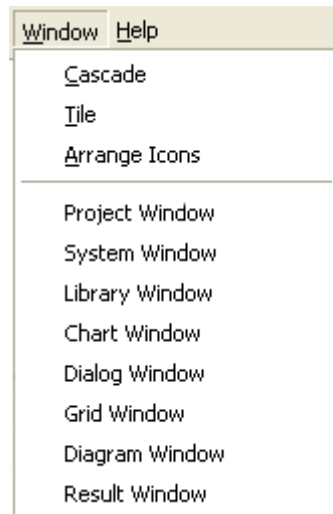 Window Help
Cascade
Tile
Arrange Icons
Project Window
System Window
Library Window
Chart Window
Dialog Window
Grid Window
Diagram Window
Result Window